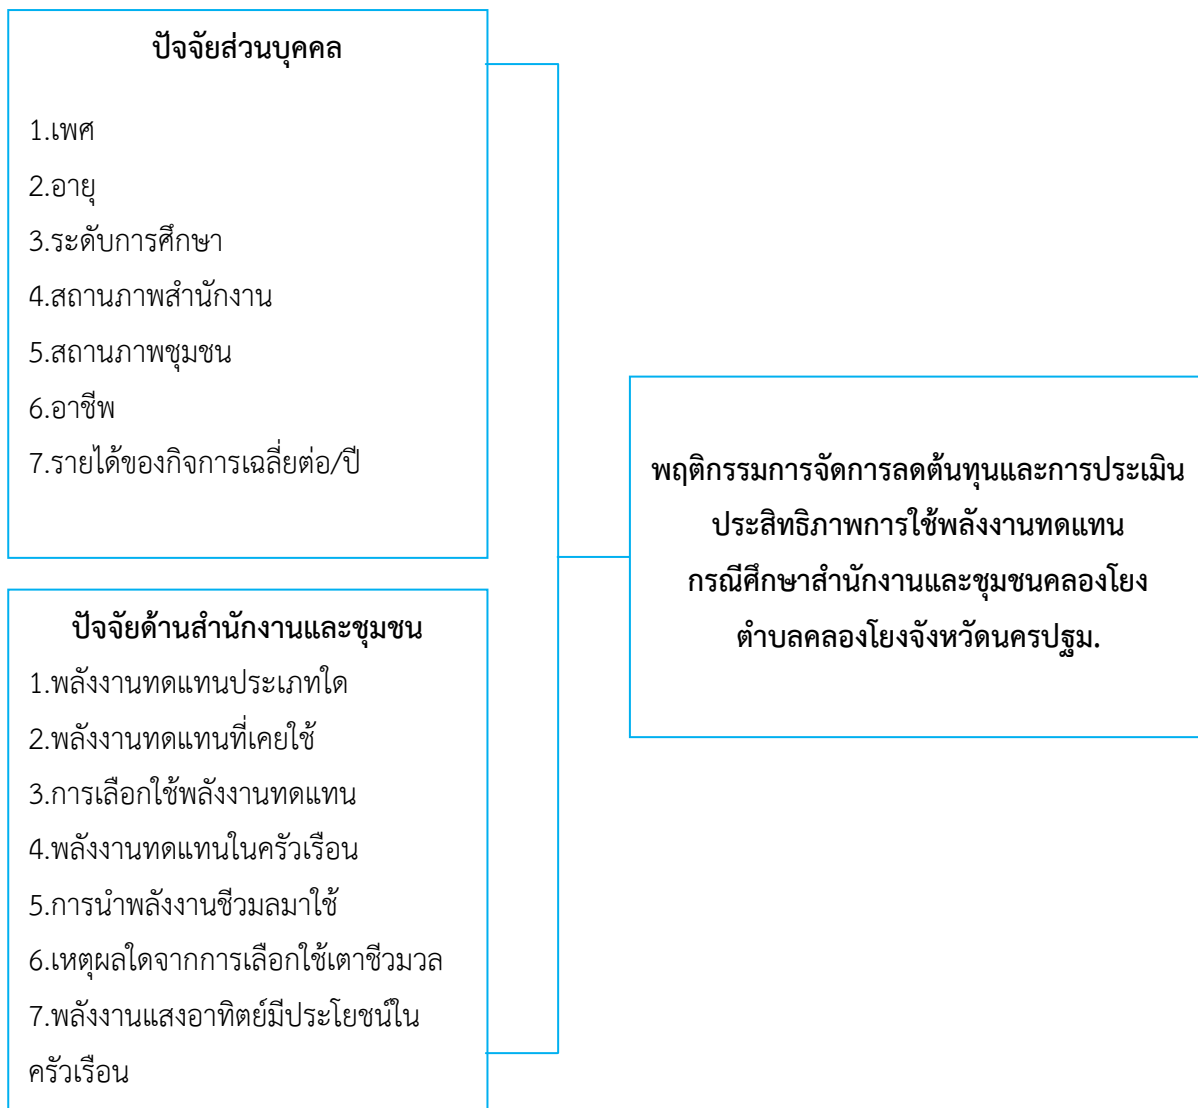 ปัจจัยส่วนบุคคล
1.เพศ
2.อายุ
3.ระดับการศึกษา
4.สถานภาพสำนักงาน
5.สถานภาพชุมชน
6.อาชีพ
7.รายได้ของกิจการเฉลี่ยต่อ/ปี
ปัจจัยด้านสำนักงานและชุมชน
1.พลังงานทดแทนประเภทใด
2.พลังงานทดแทนที่เคยใช้
3.การเลือกใช้พลังงานทดแทน
4.พลังงานทดแทนในครัวเรือน
5.การนำพลังงานชีวมลมาใช้
6.เหตุผลใดจากการเลือกใช้เตาชีวมวล
7.พลังงานแสงอาทิตย์มีประโยชน์ใน
ครัวเรือน
พฤติกรรมการจัดการลดต้นทุนและการประเมิน
ประสิทธิภาพการใช้พลังงานทดแทน
กรณีศึกษาสำนักงานและชุมชนคลองโยง
ตำบลคลองโยงจังหวัดนครปฐม.